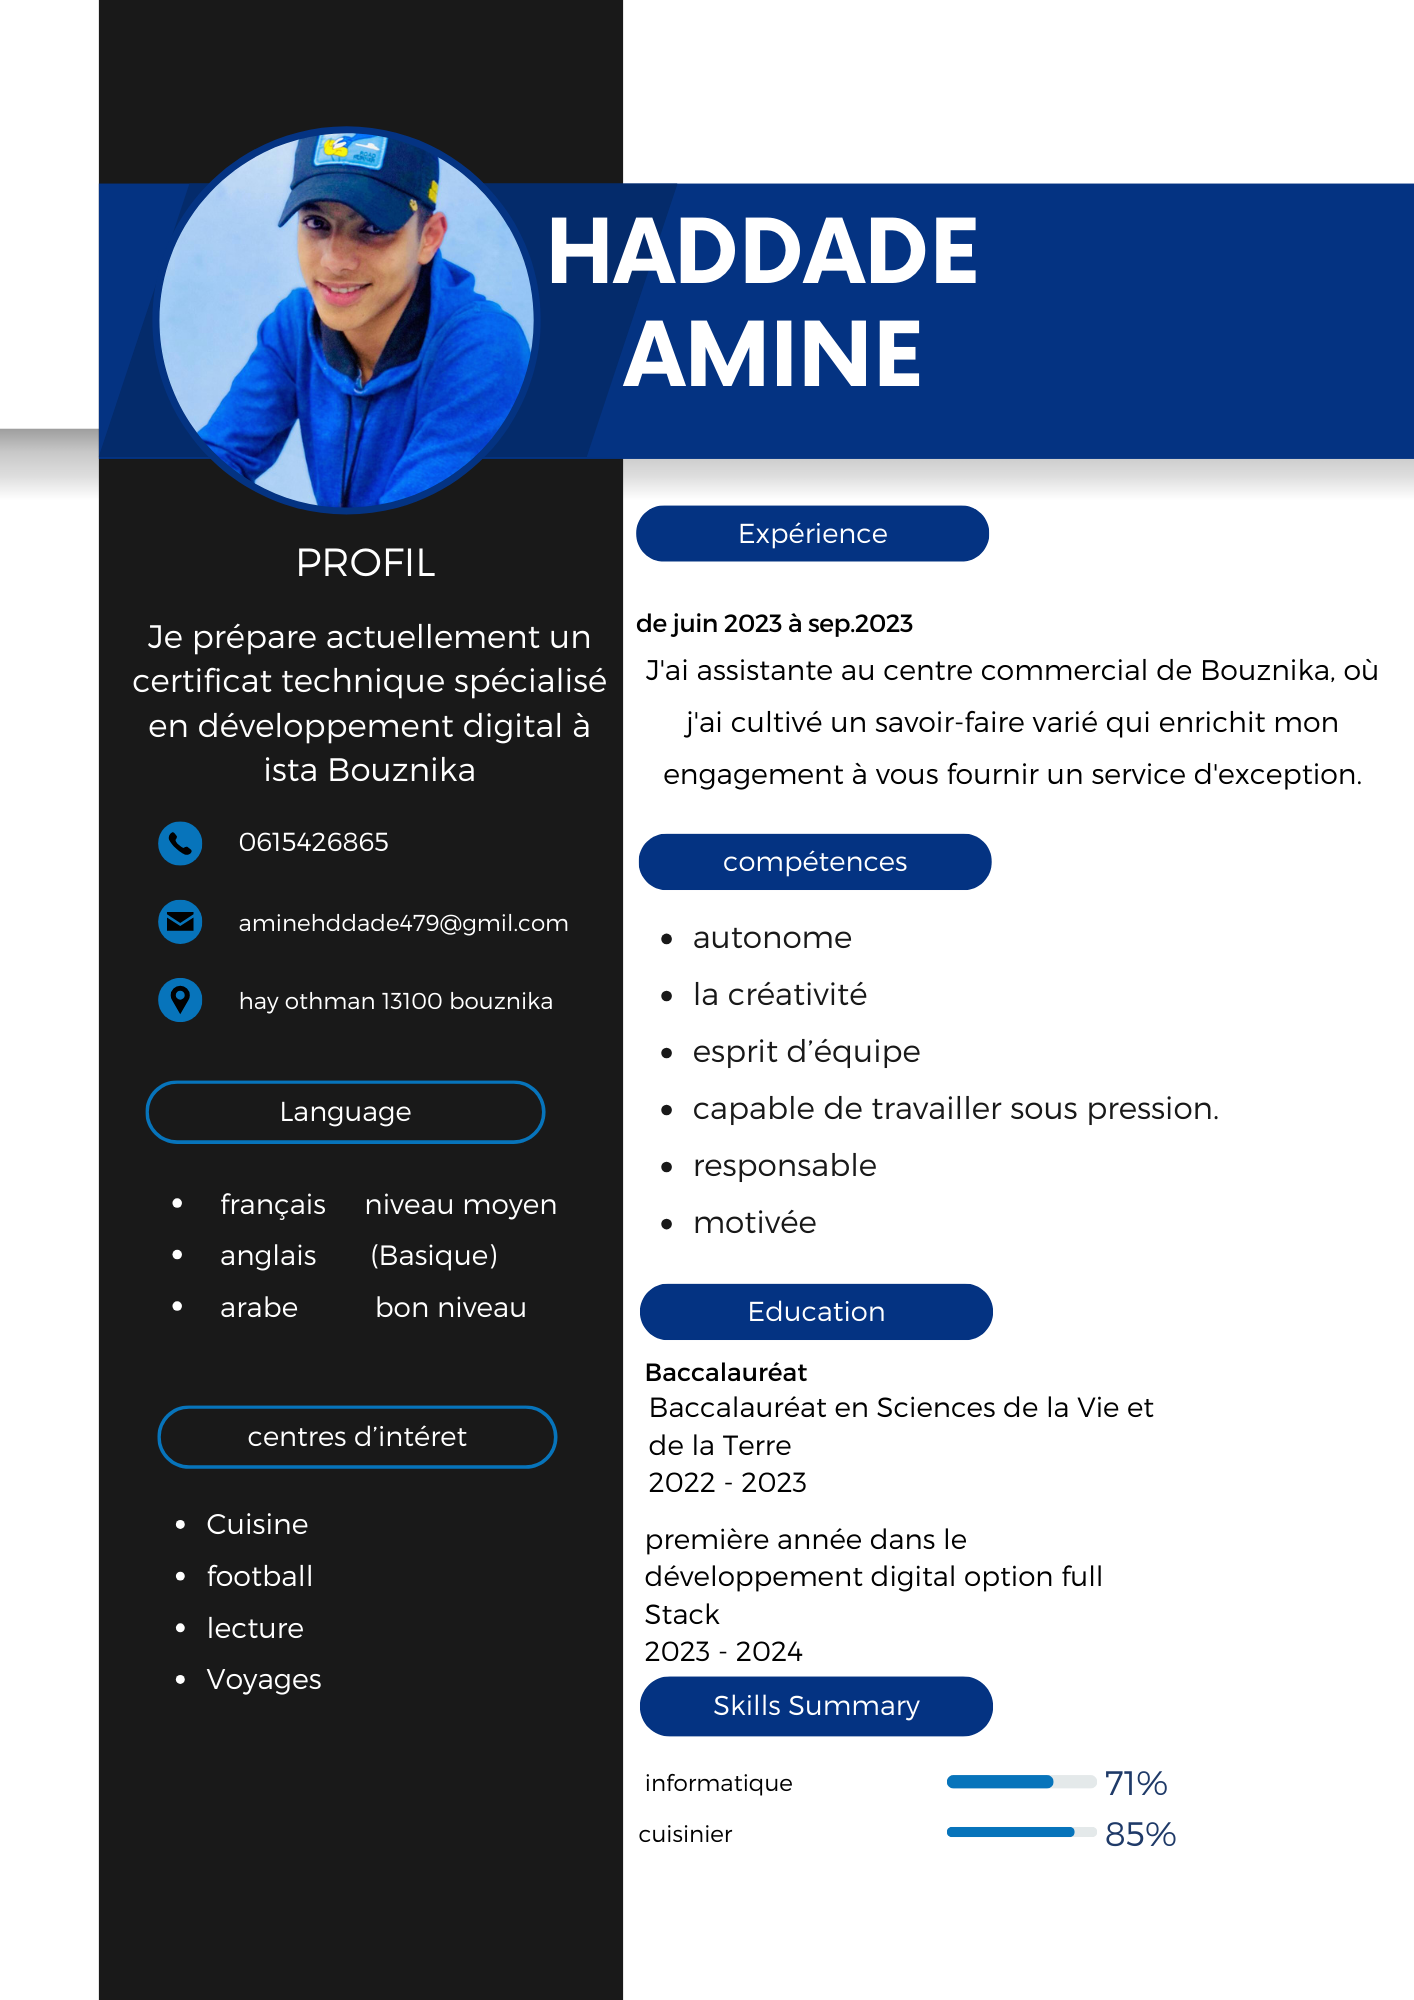 HADDADE
AMINE
PROFIL
Je prépare actuellement un
certificat technique spécialisé
en développement digital à
ista Bouznika
0615426865
aminehddade479@gmil.com
hay othman 13100 bouznika
Language
français niveau moyen
anglais (Basique)
arabe bon niveau
centres d’intéret
Cuisine
football
lecture
Voyages
Expérience
de juin 2023 à sep.2023
J'ai assistante au centre commercial de Bouznika, où
j'ai cultivé un savoir-faire varié qui enrichit mon
engagement à vous fournir un service d'exception.
compétences
autonome
la créativité
esprit d’équipe
capable de travailler sous pression.
responsable
motivée
Education
Baccalauréat
Baccalauréat en Sciences de la Vie et
de la Terre
2022 - 2023
première année dans le
développement digital option full
Stack
2023 - 2024
Skills Summary
informatique 71%
cuisinier 85%